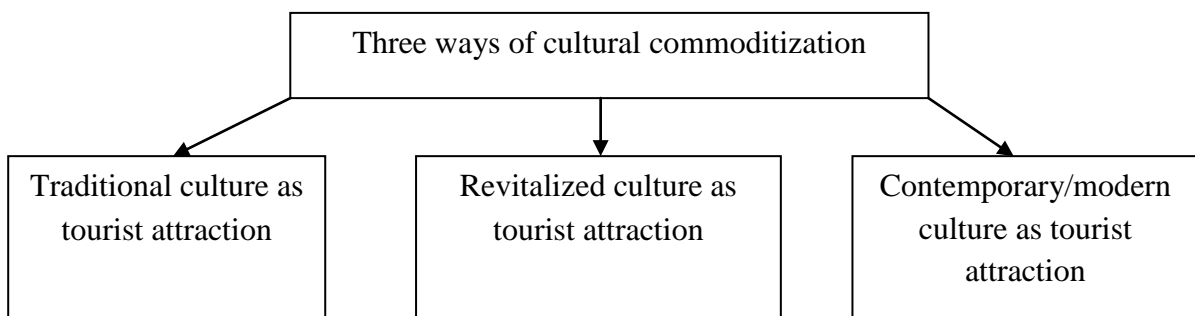 Three ways of cultural commoditization
Traditional culture as
tourist attraction
Revitalized culture as
tourist attraction
Contemporary/modern
culture as tourist
attraction